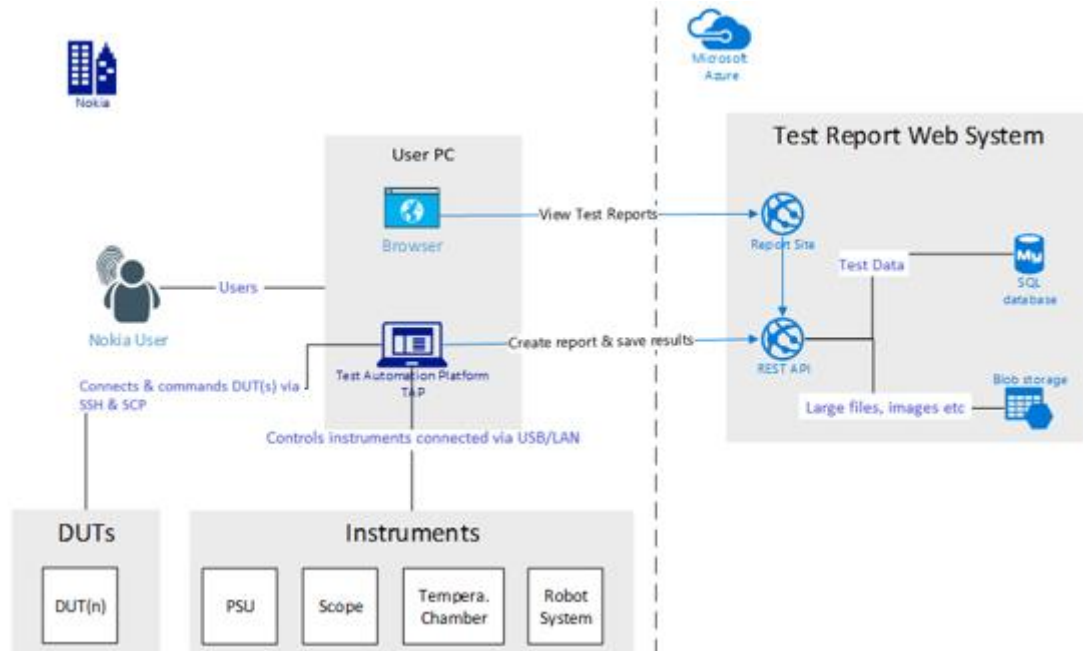 Nokia
Microsoft
Azure
User PC
Test Report Web System
Browser
View Test Reports
Report Site
Test Data
My
SQL
database
Users
Nokia User
Create report & save results
REST API
Test Automation Platform
TAP
Connects & commands DUT(s) via
SSH & SCP
Blob storage
Large files, images etc
Controls instruments connected via USB/LAN
DUTs
Instruments
DUT(n)
PSU
Scope
Tempera.
Chamber
Robot
System